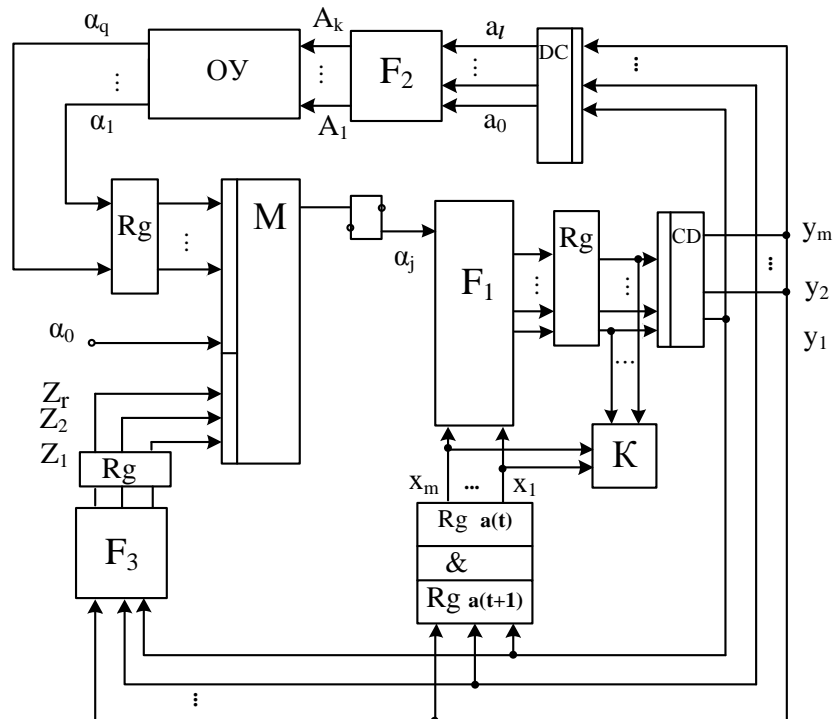 α_q
A_k
a_l
DC
ОУ
F_2
α_1
A_1
a_0
Rg
M
α_j
F_1
Rg
CD
y_m
y_2
y_1
α_0
Z_r
Z_2
Z_1
Rg
x_m
...
x_1
К
F_3
Rg a(t)
&
Rg a(t+1)